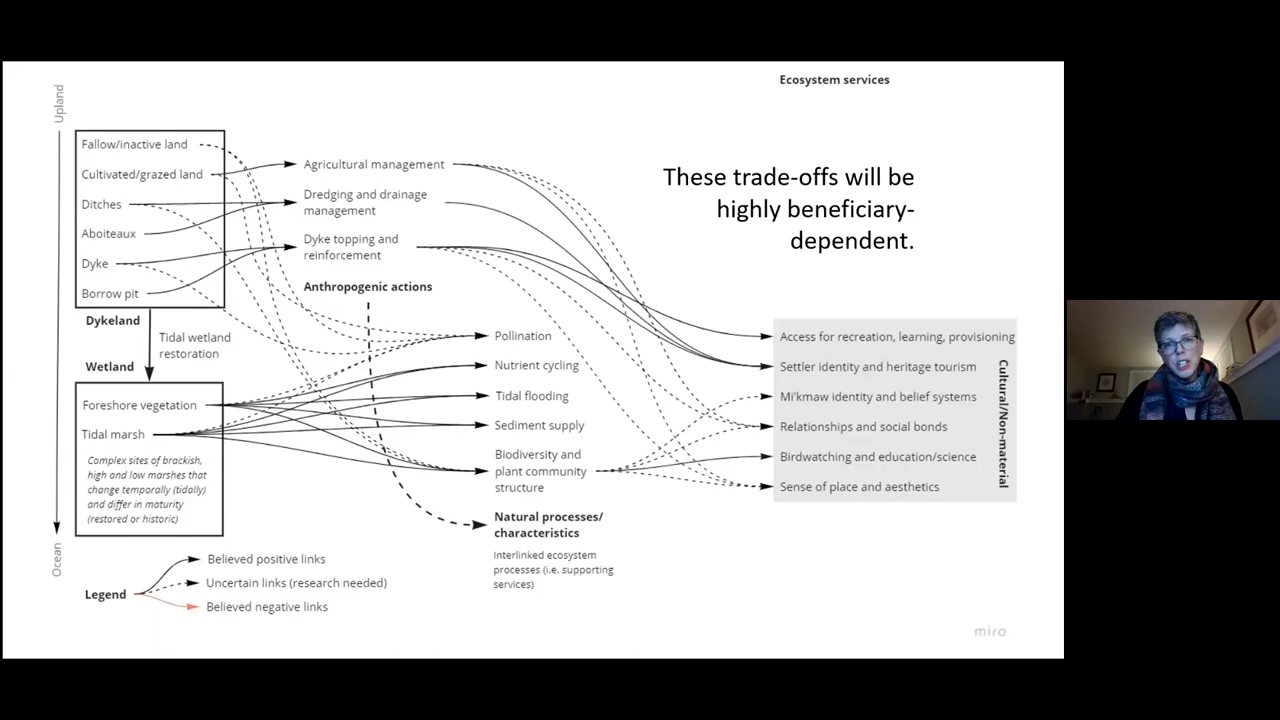 Ecosystem services
Upland
Fallow/inactive land
Cultivated/grazed land
Ditches
Aboiteaux
Dyke
Borrow pit
Dykeland
Tidal wetland
restoration
Wetland
Foreshore vegetation
Tidal marsh
Complex sites of brackish,
high and low marshes that
change temporally (tidally)
and differ in maturity
(restored or historic)
Ocean
Agricultural management
Dredging and drainage
management
Dyke topping and
reinforcement
Anthropogenic actions
Pollination
Nutrient cycling
Tidal flooding
Sediment supply
Biodiversity and
plant community
structure
Natural processes/
characteristics
Interlinked ecosystem
processes (i.e. supporting
services)
These trade-offs will be
highly beneficiary-
dependent.
Access for recreation, learning, provisioning
Settler identity and heritage tourism
Mi'kmaw identity and belief systems
Relationships and social bonds
Birdwatching and education/science
Sense of place and aesthetics
Cultural/Non-material
Legend
Believed positive links
Uncertain links (research needed)
Believed negative links
miro